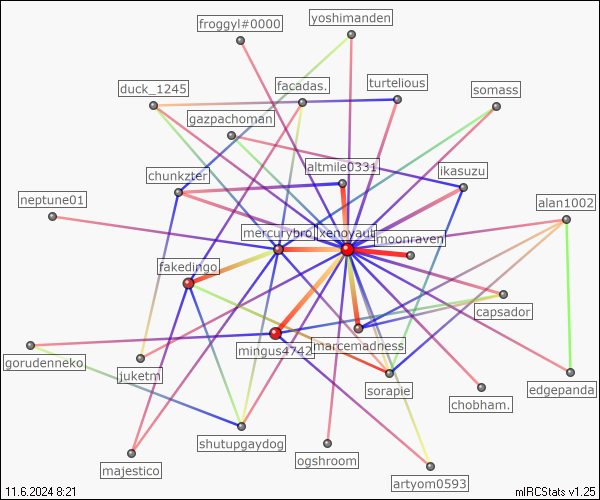 froggyl#0000
yoshimanden
duck_1245
facadas.
turtelious
somass
gazpachoman
altmile0331
ikasuzu
chunkzter
neptune01
alan1002
mercurybro
xenoyaut
moonraven
fakedingo
capsador
mingus4742
marcemadness
gorudenneko
juketm
sorapie
chobham.
edgepanda
shutupgaydog
ogshroom
majestico
artyom0593
11.6.2024 8:21
mIRCStats v1.25